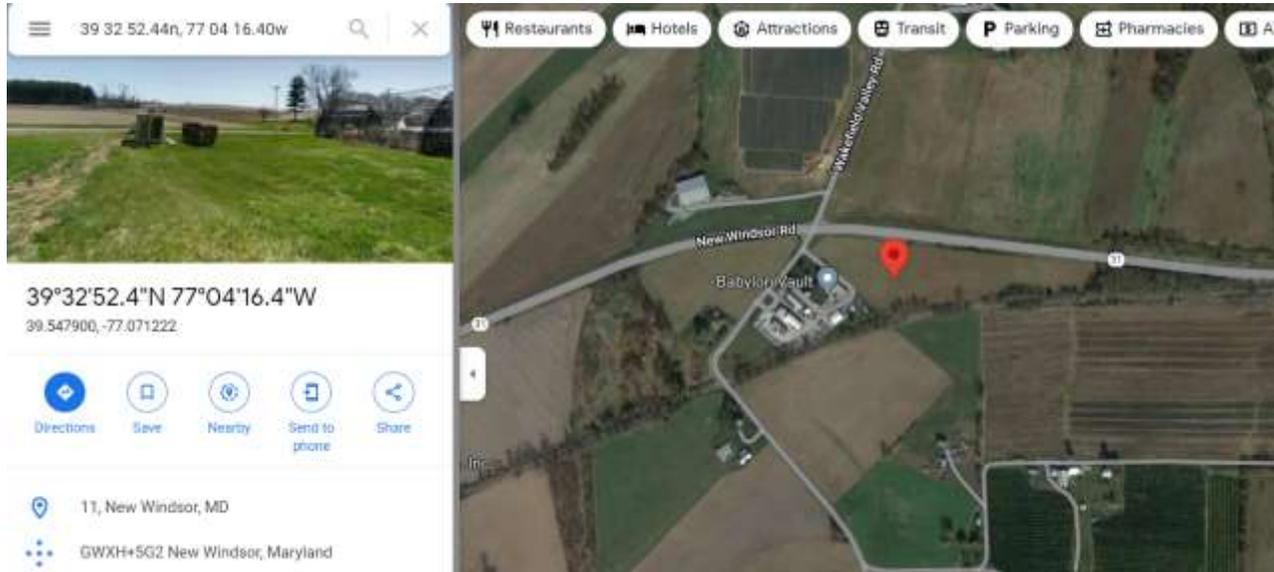 39 32 52.44n, 77 04 16.40w
39°32'52.4"N 77°04'16.4"W
39.547900, -77.071222
Directions
Save
Nearby
Send to
phone
Share
11, New Windsor, MD
GWXH+5G2 New Windsor, Maryland
Restaurants
Hotels
Attractions
Transit
P Parking
Pharmacies
A
Wakefield Valley Rd
New Windsor Rd
31
Babylon Vault
31